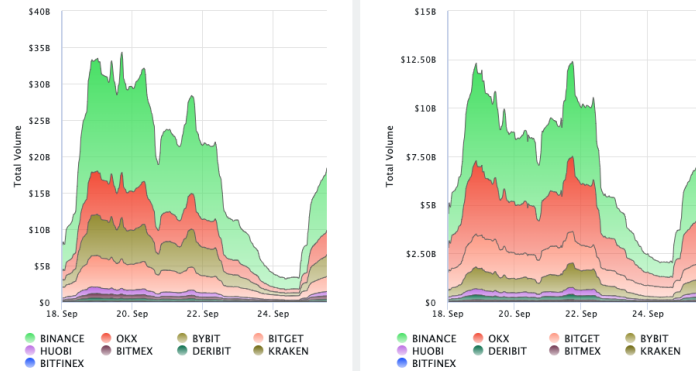 $40B
$35B
$30B
$25B
$20B
$15B
$10B
$5B
$0
Total Volume
18. Sep 20. Sep 22. Sep 24. Sep
BINANCE OKX BYBIT BITGET
HUOBI BITMEX DERIBIT KRAKEN
BITFINEX
$15B
$12.50B
$10B
$7.50B
$5B
$2.50B
$0
Total Volume
18. Sep 20. Sep 22. Sep 24. Sep
BINANCE OKX BITGET BYBIT
HUOBI DERIBIT BITMEX KRAKEN
BITFINEX